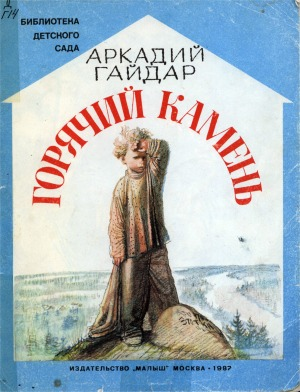 БИБЛИОТЕКА
ДЕТСКОГО
САДА
АРКАДИЙ
ГАЙДАР
ГОРЯЧИЙ КАМЕНЬ
ИЗДАТЕЛЬСТВО „МАЛЫШ" МОСКВА · 1987